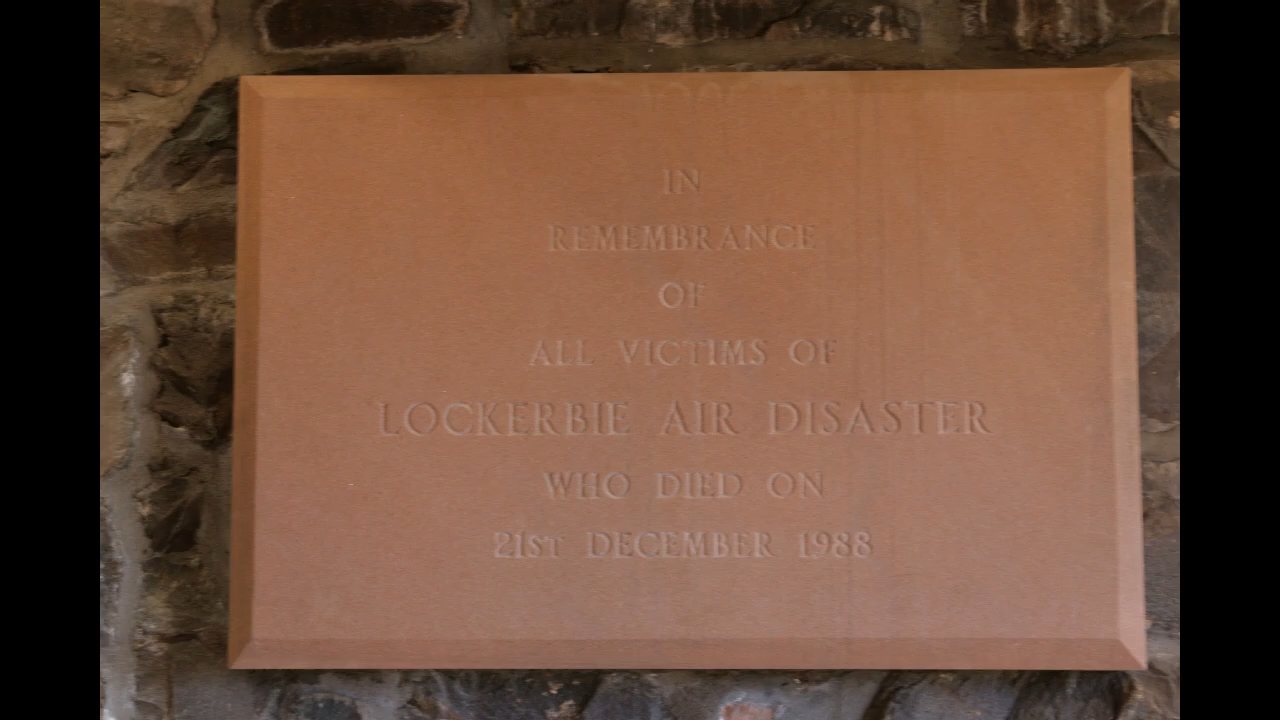 IN
REMEMBRANCE
OF
ALL VICTIMS OF
LOCKERBIE AIR DISASTER
WHO DIED ON
21ST DECEMBER 1988